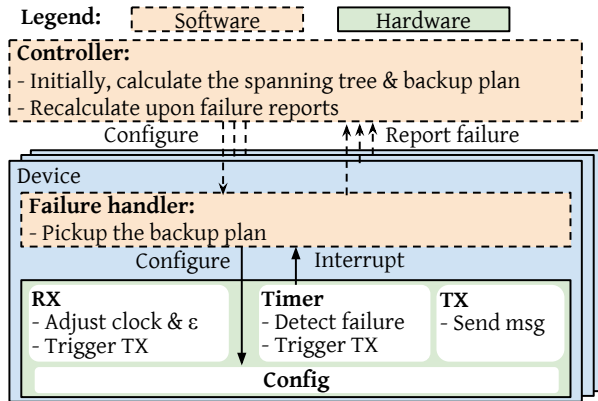 Legend: Software Hardware
Controller:
- Initially, calculate the spanning tree & backup plan
- Recalculate upon failure reports
Configure Report failure
Device
Failure handler:
- Pickup the backup plan
Configure Interrupt
RX
- Adjust clock & ε
- Trigger TX
Timer
- Detect failure
- Trigger TX
TX
- Send msg
Config